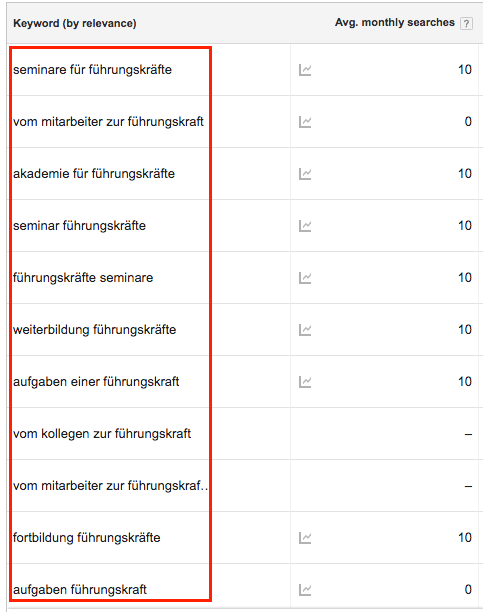 Keyword (by relevance) Avg. monthly searches ?
seminare für führungskräfte 10
vom mitarbeiter zur führungskraft 0
akademie für führungskräfte 10
seminar führungskräfte 10
führungskräfte seminare 10
weiterbildung führungskräfte 10
aufgaben einer führungskraft 10
vom kollegen zur führungskraft –
vom mitarbeiter zur führungskraf… –
fortbildung führungskräfte 10
aufgaben führungskraft 0